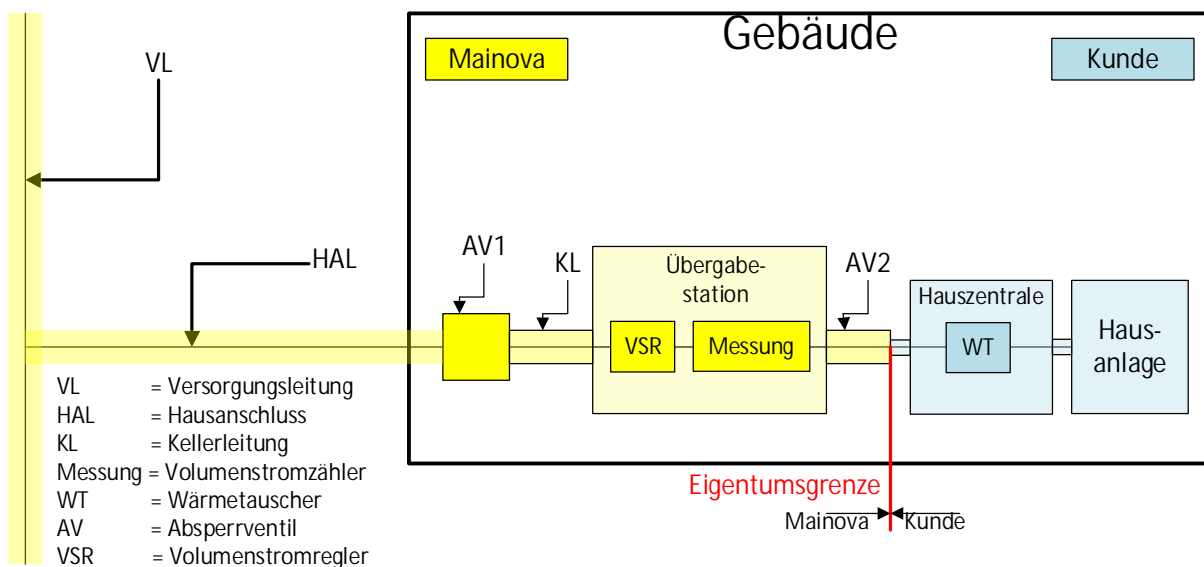 Gebäude
Mainova
Kunde
VL
HAL
AV1
KL
Übergabe-
station
AV2
Hauszentrale
VSR
Messung
WT
Haus-
anlage
VL = Versorgungsleitung
HAL = Hausanschluss
KL = Kellerleitung
Messung = Volumenstromzähler
WT = Wärmetauscher
AV = Absperrventil
VSR = Volumenstromregler
Eigentumsgrenze
Mainova Kunde